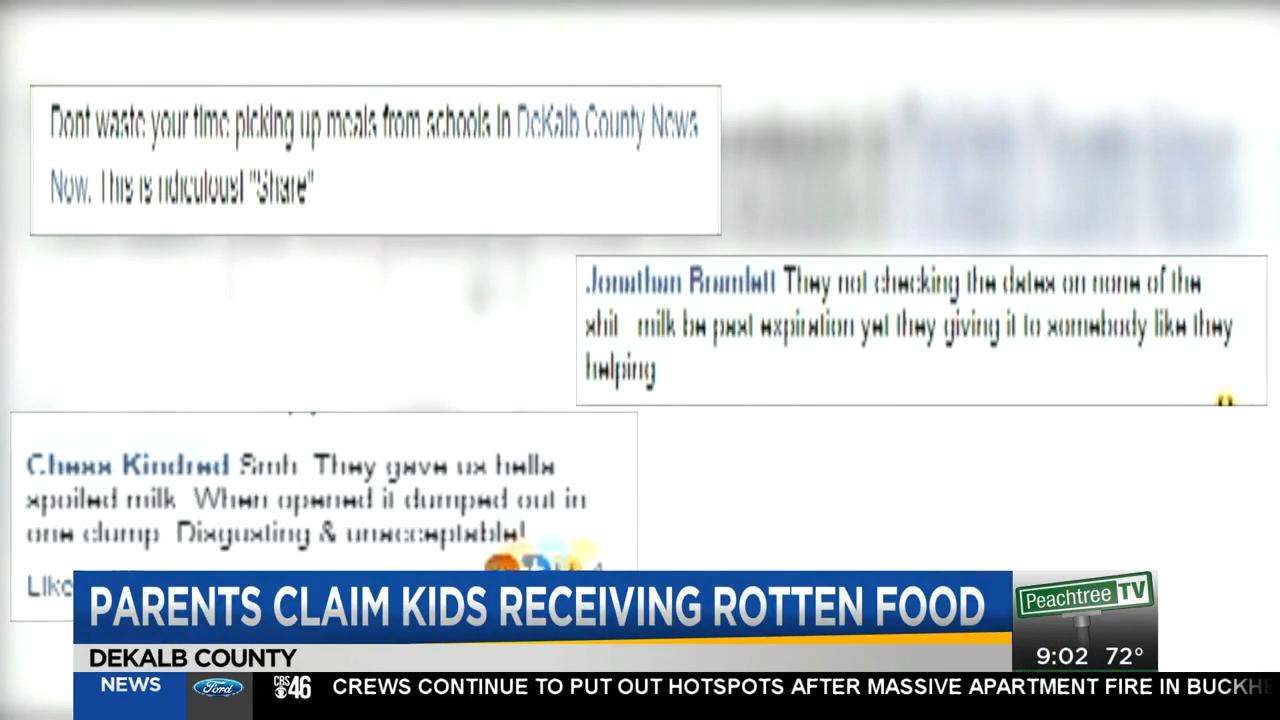 Dont waste your time picking up meals from schools in DeKalb County News
Now. This is ridiculous! "Share"
Jonathan Bramlett They not checking the dates on none of the
shit milk be past expiration yet they giving it to somebody like they
helping
Chexx Kindred Smh They gave us hella
spoiled milk When opened it dumped out in
one clump Disgusting & unacceptable!
Like
PARENTS CLAIM KIDS RECEIVING ROTTEN FOOD
Peachtree TV
DEKALB COUNTY
9:02 72°
NEWS Ford CBS 46 CREWS CONTINUE TO PUT OUT HOTSPOTS AFTER MASSIVE APARTMENT FIRE IN BUCKHE